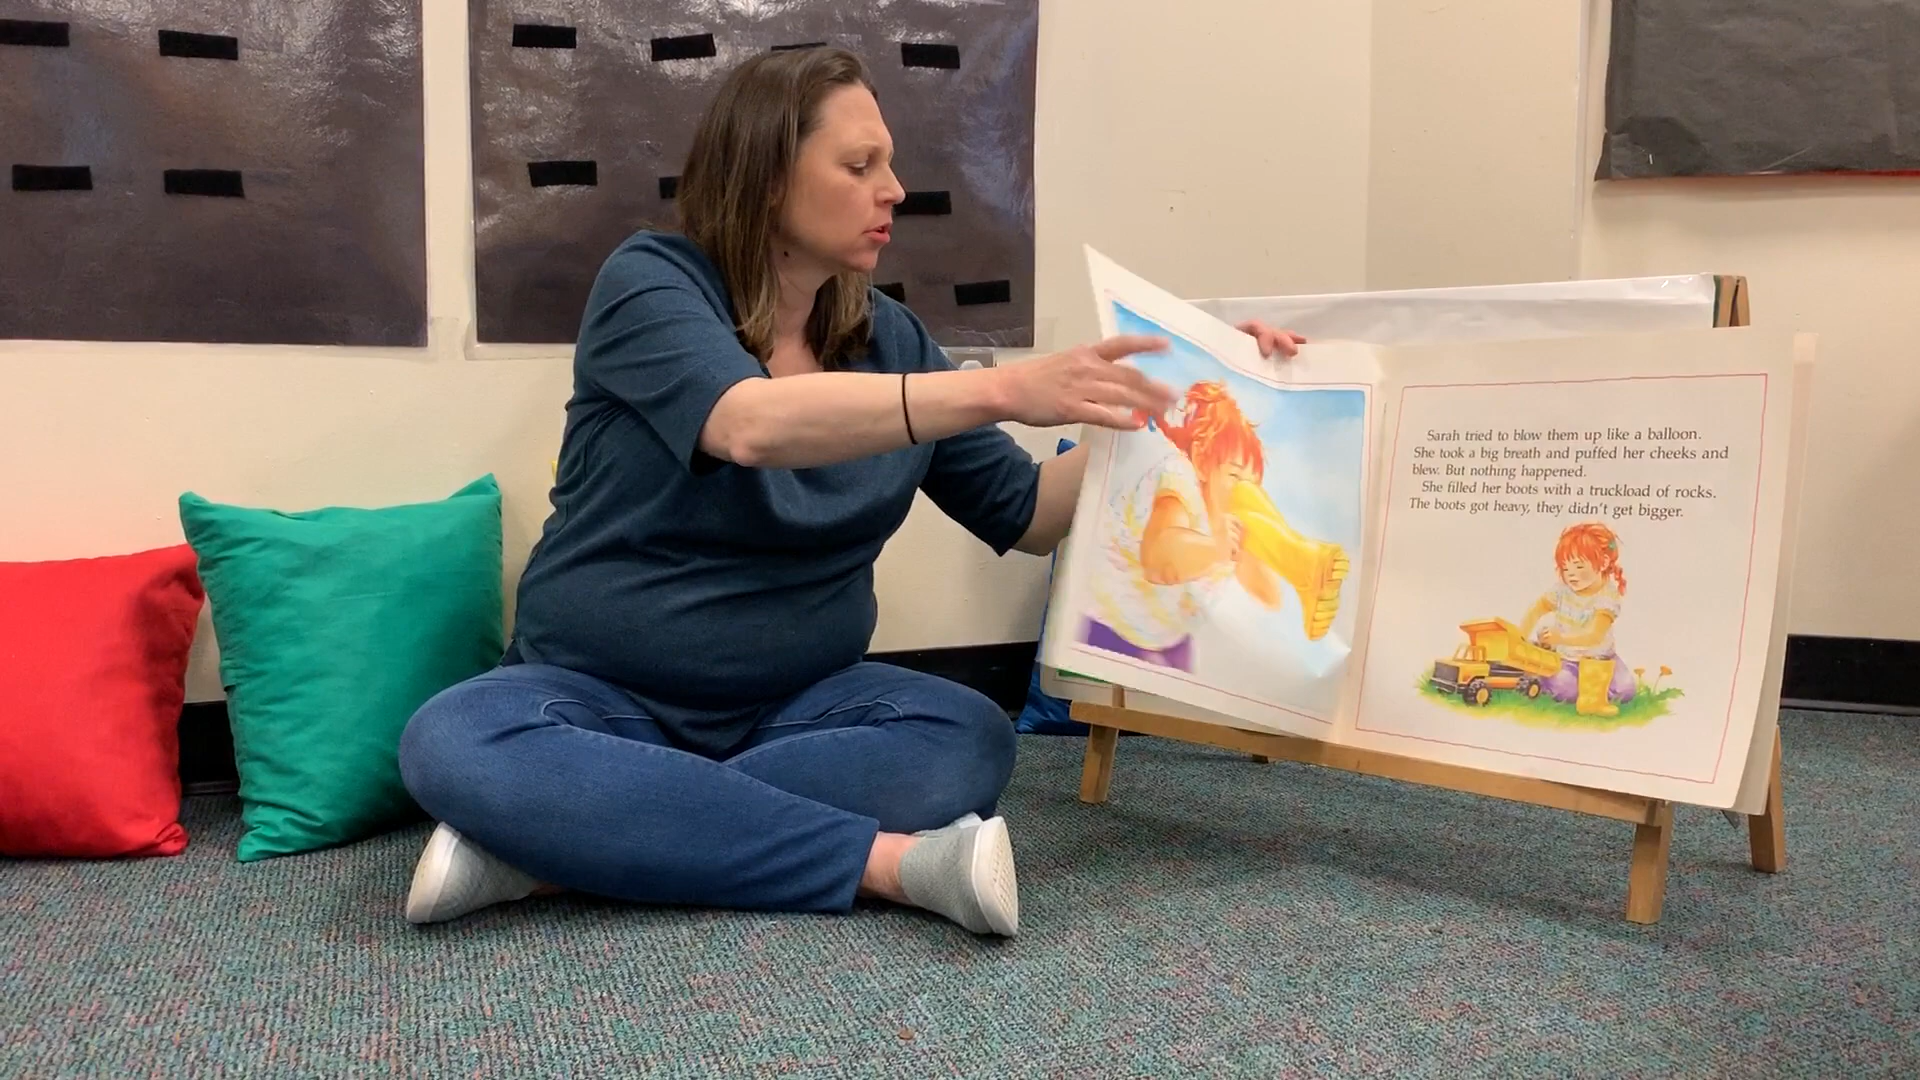 Sarah tried to blow them up like a balloon.
She took a big breath and puffed her cheeks and
blew. But nothing happened.
She filled her boots with a truckload of rocks.
The boots got heavy, they didn't get bigger.